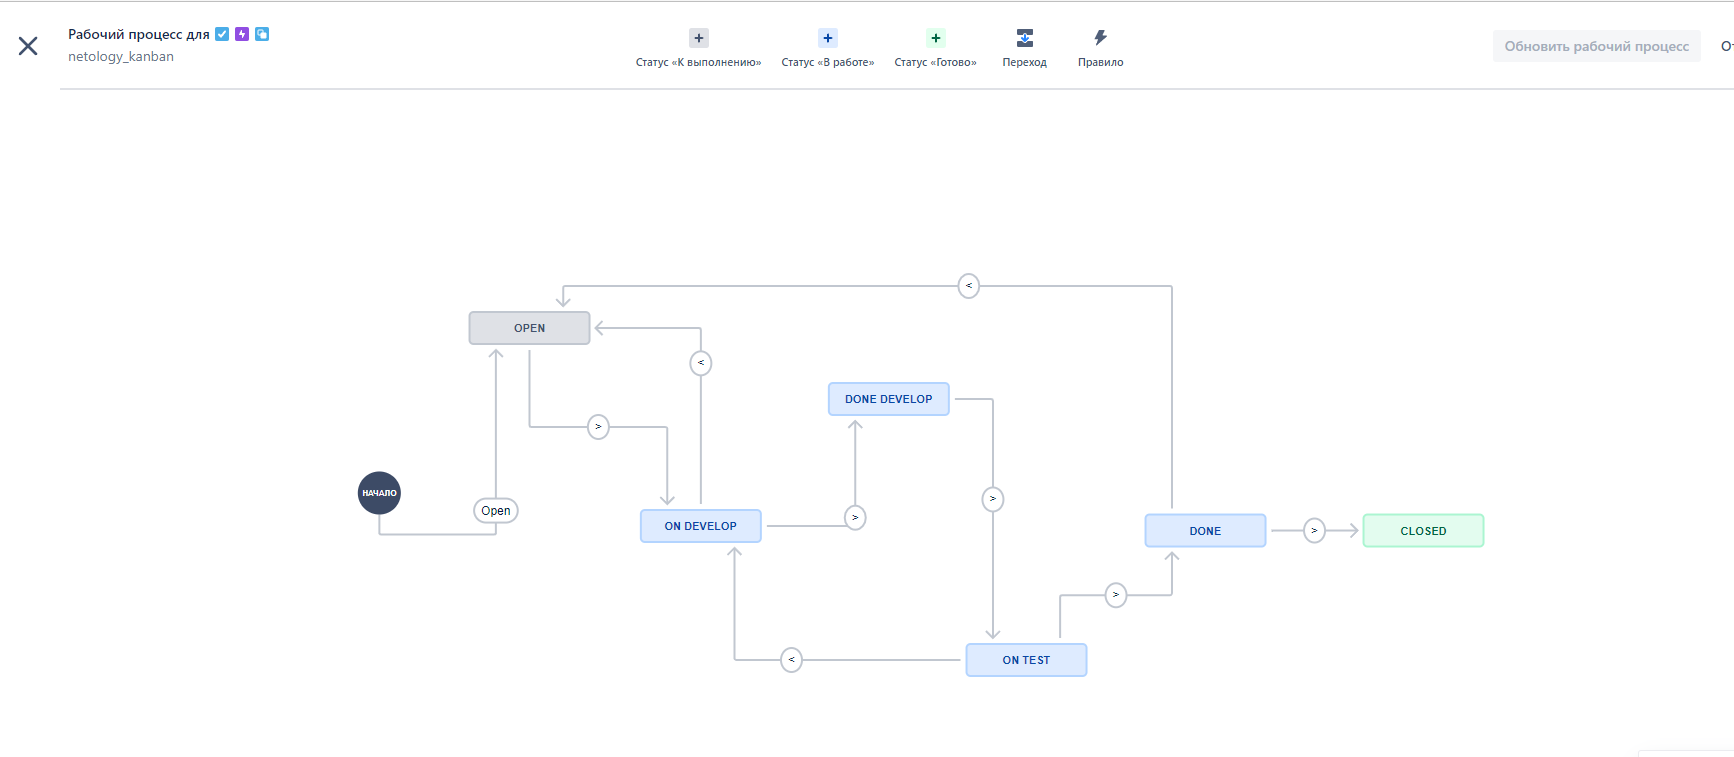 Рабочий процесс для
netology_kanban
Статус «К выполнению»
Статус «В работе»
Статус «Готово»
Переход
Правило
Обновить рабочий процесс
<
OPEN
<
DONE DEVELOP
>
НАЧАЛО
Open
>
>
ON DEVELOP
DONE
>
CLOSED
>
<
ON TEST